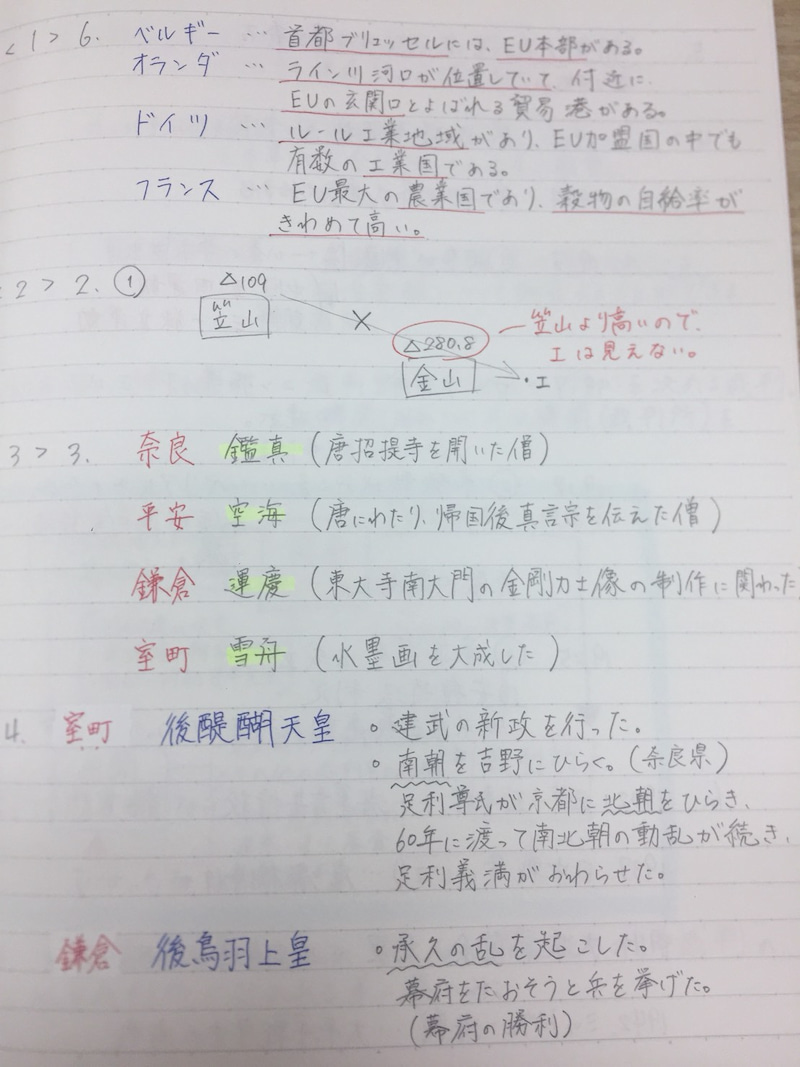 <1> 6. ベルギー … 首都ブリュッセルには、EU本部がある。
オランダ … ライン川河口が位置していて、付近に
EUの玄関口とよばれる貿易港がある。
ドイツ … ルール工業地域があり、EU加盟国の中でも
有数の工業国である。
フランス … EU最大の農業国であり、穀物の自給率が
きわめて高い。
2> 2. ①
△109
笠山
×
△280.8
金山
・エ
笠山より高いので、
エは見えない。
3> 3. 奈良 鑑真 (唐招提寺を開いた僧)
平安 空海 (唐にわたり、帰国後真言宗を伝えた僧)
鎌倉 運慶 (東大寺南大門の金剛力士像の制作に関わった)
室町 雪舟 (水墨画を大成した)
4. 室町 後醍醐天皇 ○ 建武の新政を行った。
○ 南朝を吉野にひらく。(奈良県)
足利尊氏が京都に北朝をひらき、
60年に渡って南北朝の動乱が続き、
足利義満がおわらせた。
鎌倉 後鳥羽上皇 ○ 承久の乱を起こした。
幕府をたおそうと兵を挙げた。
(幕府の勝利)